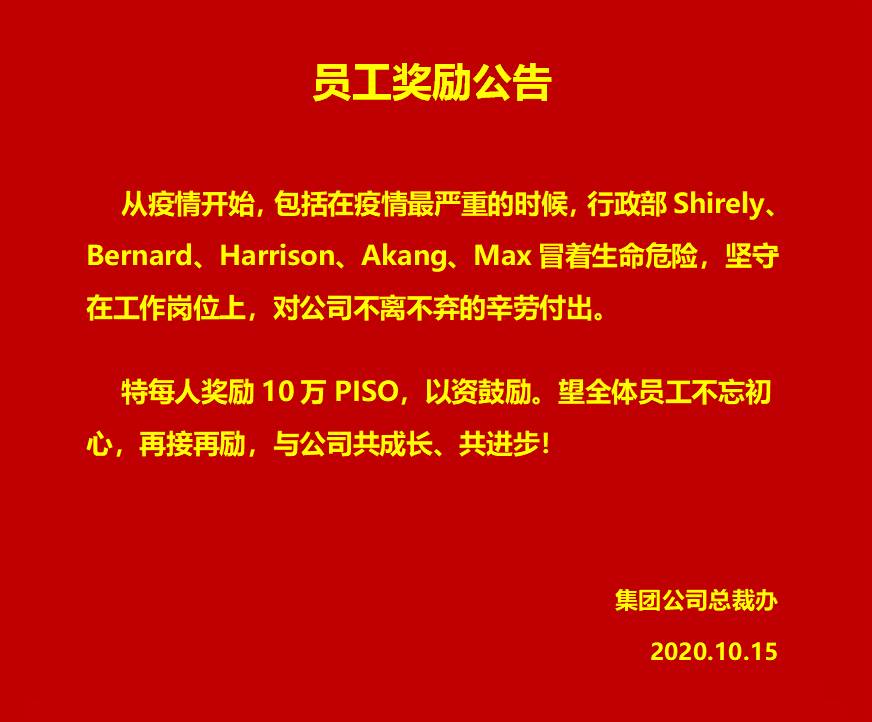 员工奖励公告
从疫情开始，包括在疫情最严重的时候，行政部 Shirely、
Bernard、Harrison、Akang、Max 冒着生命危险，坚守
在工作岗位上，对公司不离不弃的辛劳付出。
特每人奖励 10 万 PISO，以资鼓励。望全体员工不忘初
心，再接再励，与公司共成长、共进步！
集团公司总裁办
2020.10.15